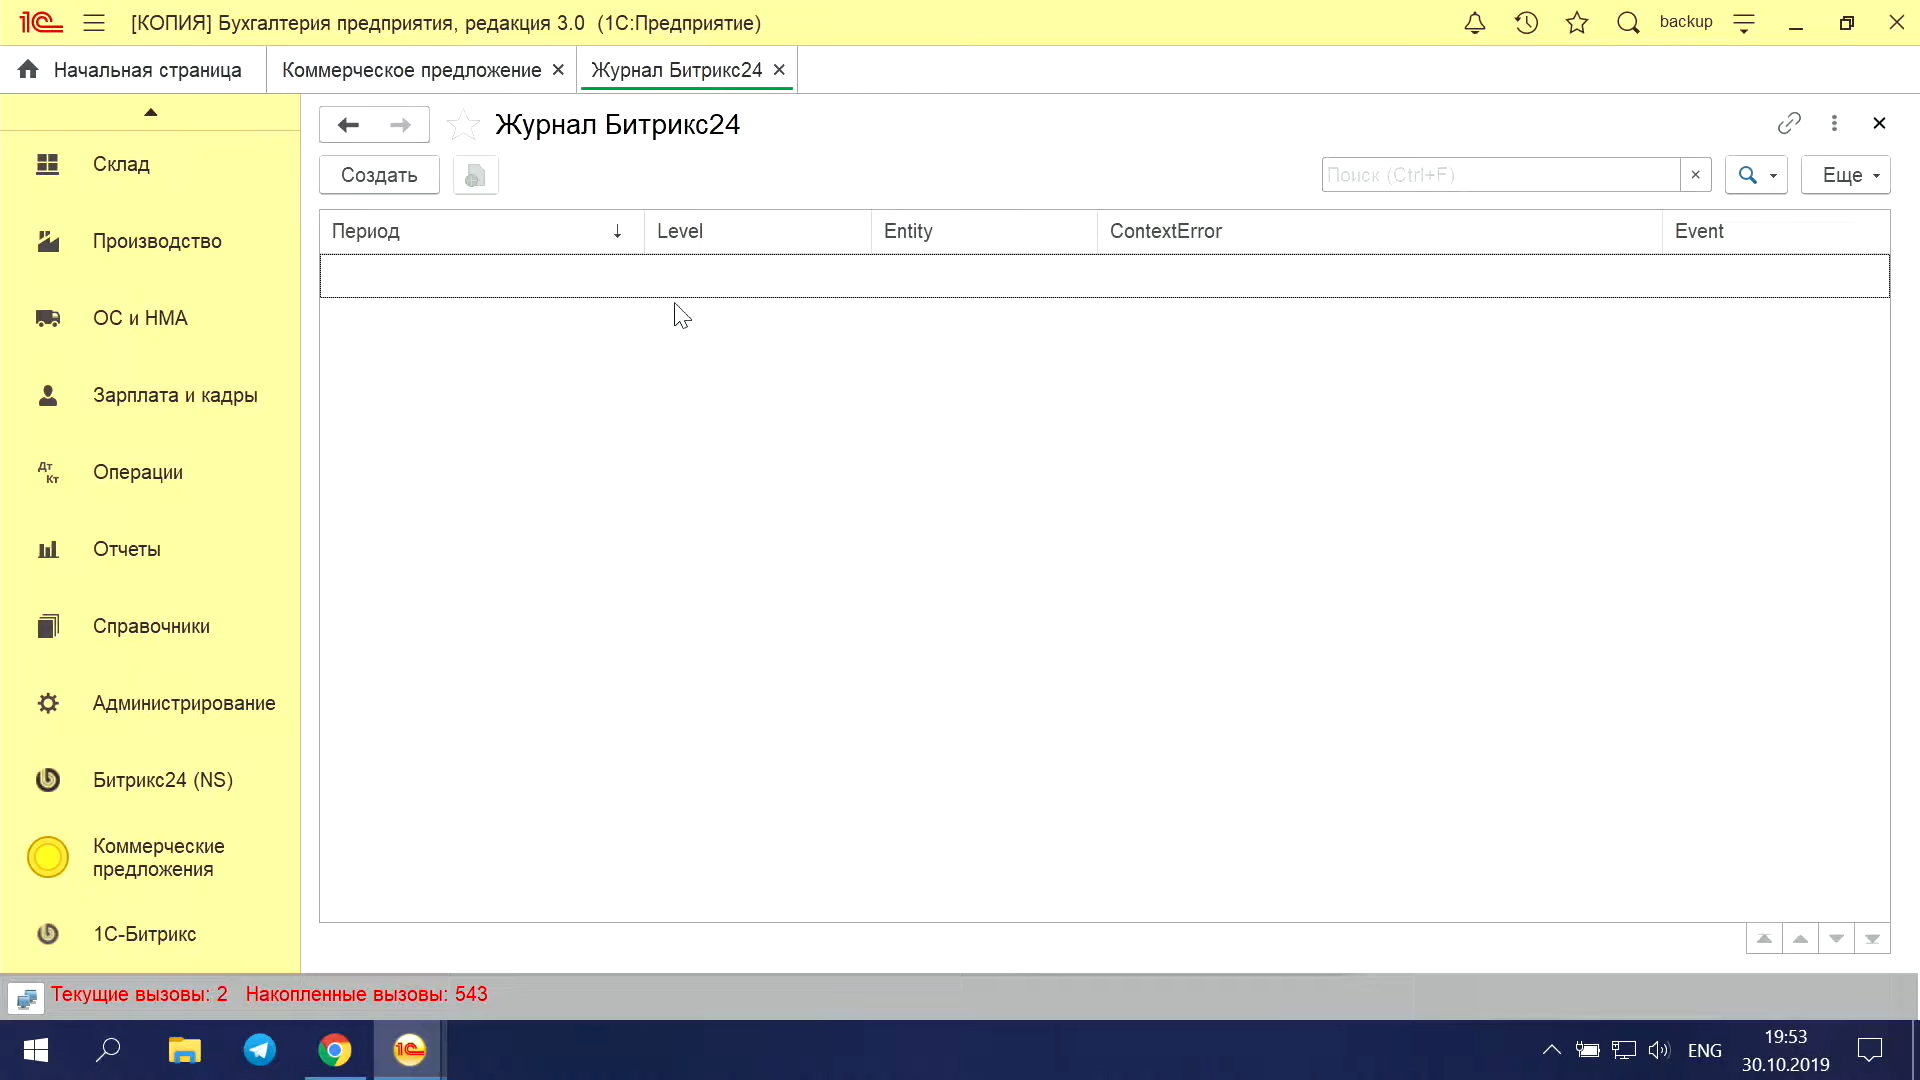 1С [КОПИЯ] Бухгалтерия предприятия, редакция 3.0 (1С:Предприятие) backup
Начальная страница
Коммерческое предложение
Журнал Битрикс24
Журнал Битрикс24
Создать
Поиск (Ctrl+F)
Еще
Период Level Entity ContextError Event
Склад
Производство
ОС и НМА
Зарплата и кадры
Дт
Кт
Операции
Отчеты
Справочники
Администрирование
Битрикс24 (NS)
Коммерческие
предложения
1С-Битрикс
Текущие вызовы: 2 Накопленные вызовы: 543
1С
ENG
19:53
30.10.2019